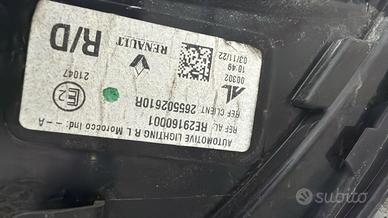 AUTOMOTIVE LIGHTING R L Morocco ind: -- A
REF AL RE29160001
REF CLIENT: 265502610R
E2
21047
R/D
RENAULT
AL
00302
10:49
03/11/22
subito